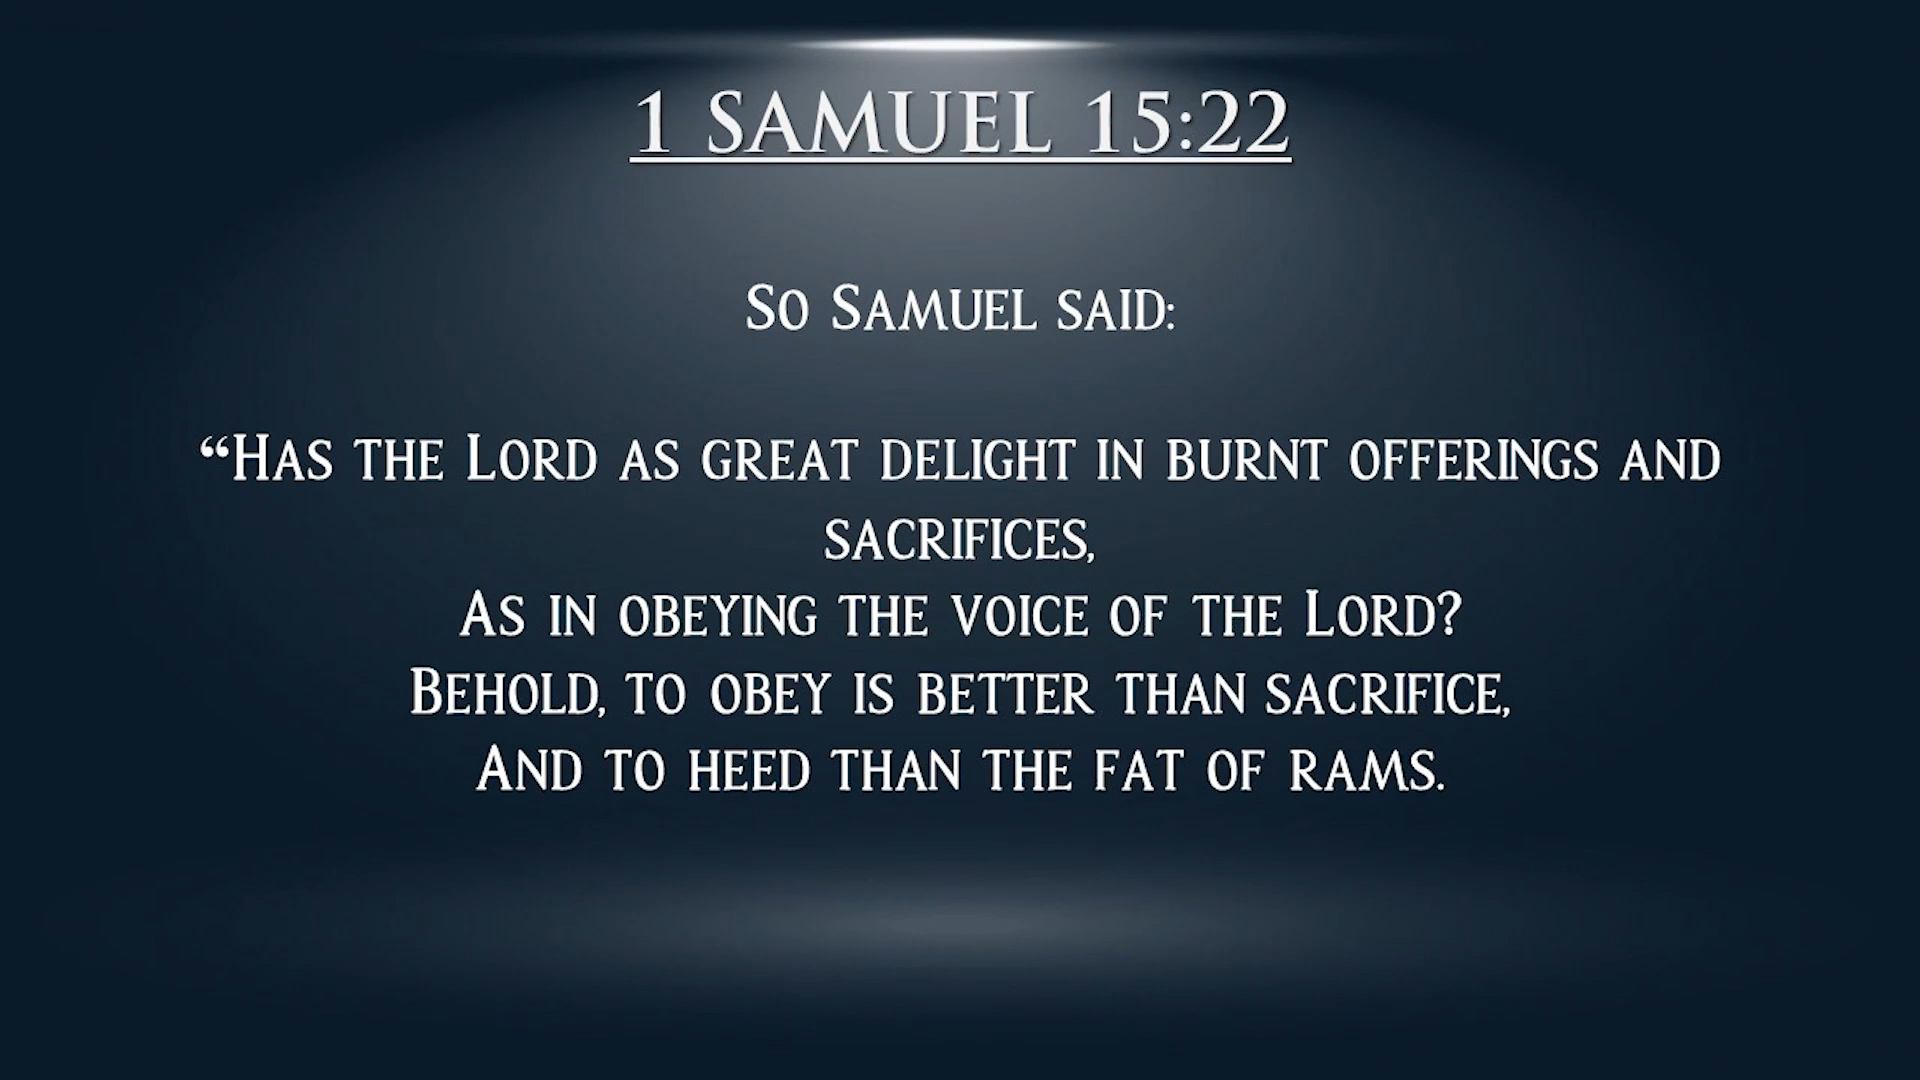 1 SAMUEL 15:22
So Samuel said:
“Has the Lord as great delight in burnt offerings and
sacrifices,
As in obeying the voice of the Lord?
Behold, to obey is better than sacrifice,
And to heed than the fat of rams.